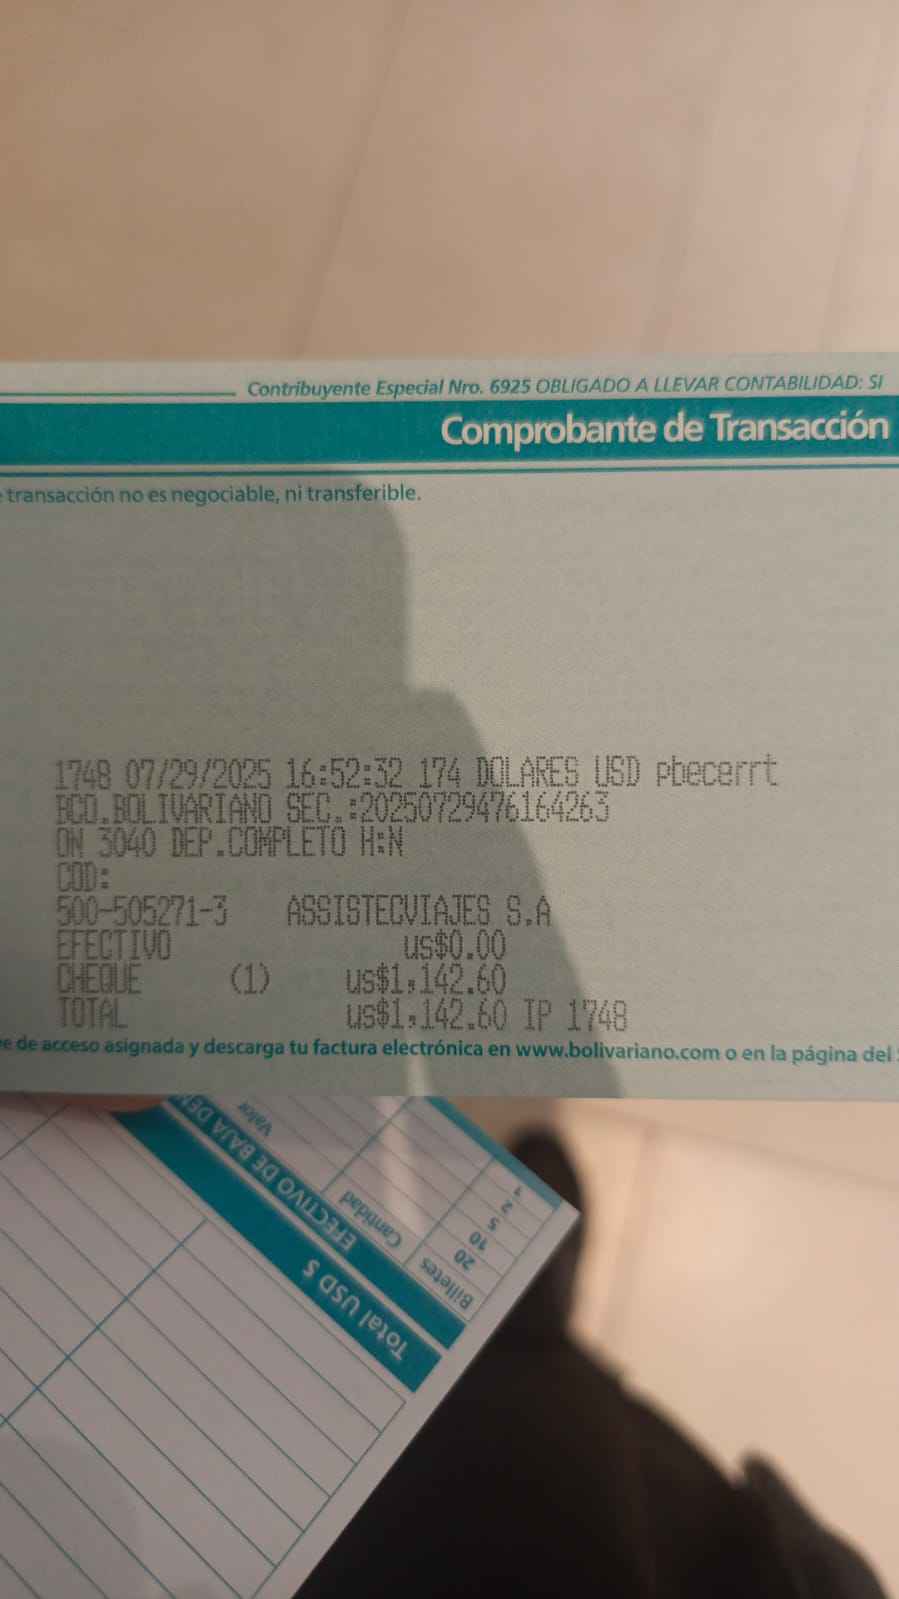 Contribuyente Especial Nro. 6925 OBLIGADO A LLEVAR CONTABILIDAD: SI
Comprobante de Transacción
transacción no es negociable, ni transferible.
1748 07/29/2025 16:52:32 174 DOLARES USD pbecerrt
BCO.BOLIVARIANO SEC.:20250729476164263
ON 3040 DEP.COMPLETO H:N
COD:
500-505271-3 ASSISTECVIAJES S.A
EFECTIVO us$0.00
CHEQUE (1) us$1,142.60
TOTAL us$1,142.60 IP 1748
de acceso asignada y descarga tu factura electrónica en www.bolivariano.com o en la página del
Total USD $
EFECTIVO DE BAJA
Billetes Cantidad Valor
20
10
5
2
1